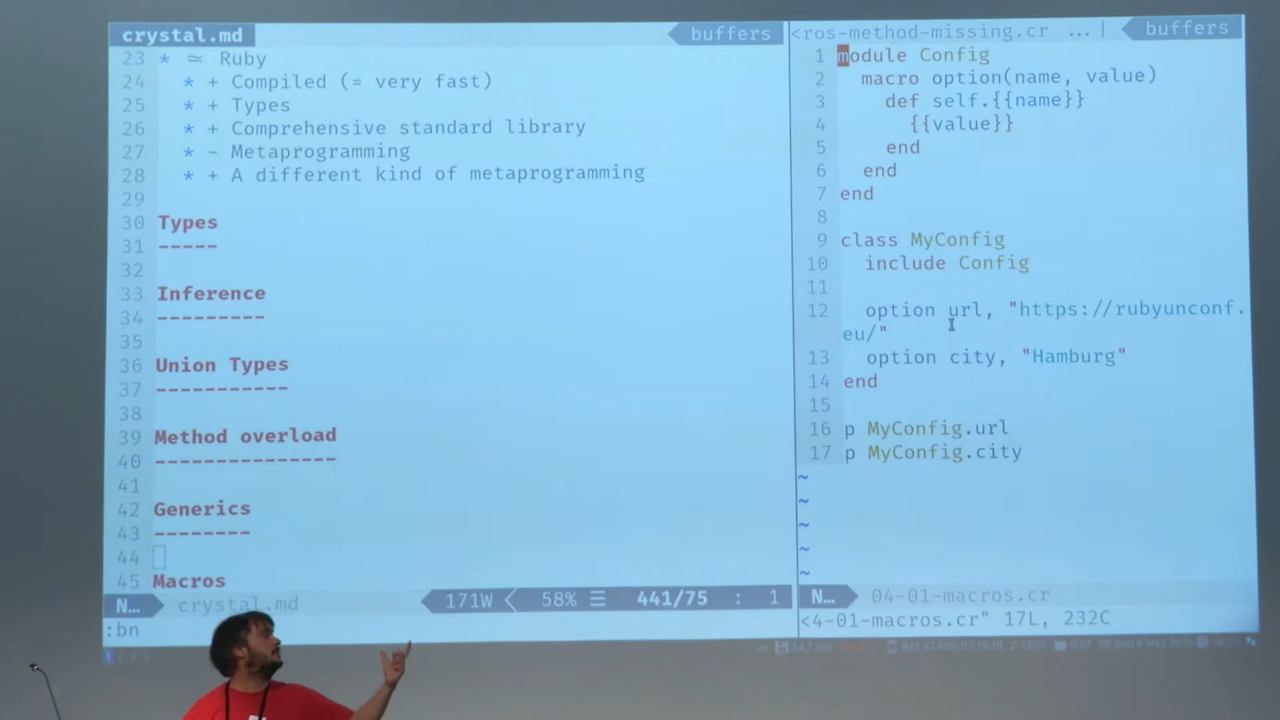 crystal.md
buffers
23 * ≃ Ruby
24 * + Compiled (= very fast)
25 * + Types
26 * + Comprehensive standard library
27 * - Metaprogramming
28 * + A different kind of metaprogramming
29
30 Types
31 -----
32
33 Inference
34 ---------
35
36 Union Types
37 -----------
38
39 Method overload
40 ---------------
41
42 Generics
43 --------
44
45 Macros
N... crystal.md 171W 58% ☰ 441/75 : 1
:bn
<ros-method-missing.cr ... | buffers
1 module Config
2 macro option(name, value)
3 def self.{{name}}
4 {{value}}
5 end
6 end
7 end
8
9 class MyConfig
10 include Config
11
12 option url, "https://rubyunconf.
eu/"
13 option city, "Hamburg"
14 end
15
16 p MyConfig.url
17 p MyConfig.city
~
~
~
~
~
N... 04-01-macros.cr
<4-01-macros.cr" 17L, 232C